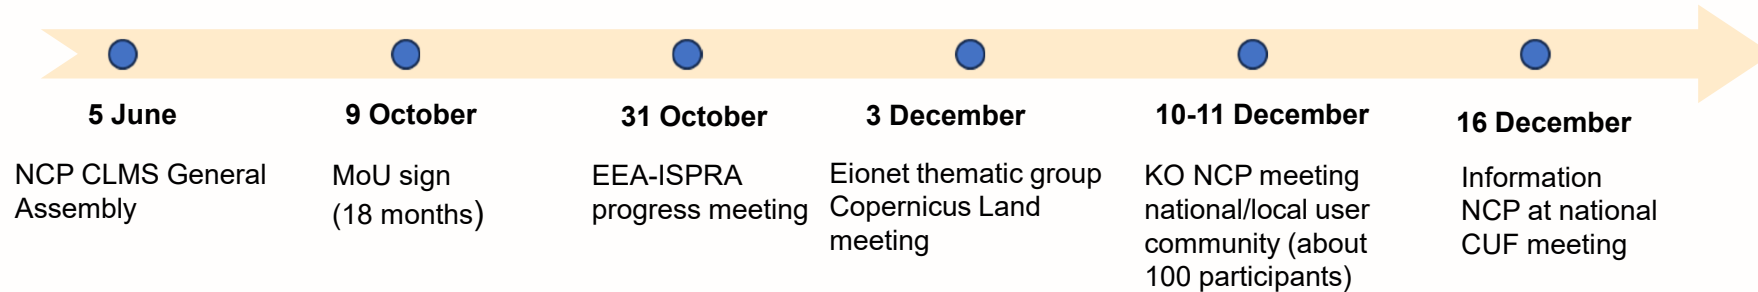 5 June
NCP CLMS General
Assembly
9 October
MoU sign
(18 months)
31 October
EEA-ISPRA
progress meeting
3 December
Eionet thematic group
Copernicus Land
meeting
10-11 December
KO NCP meeting
national/local user
community (about
100 participants)
16 December
Information
NCP at national
CUF meeting